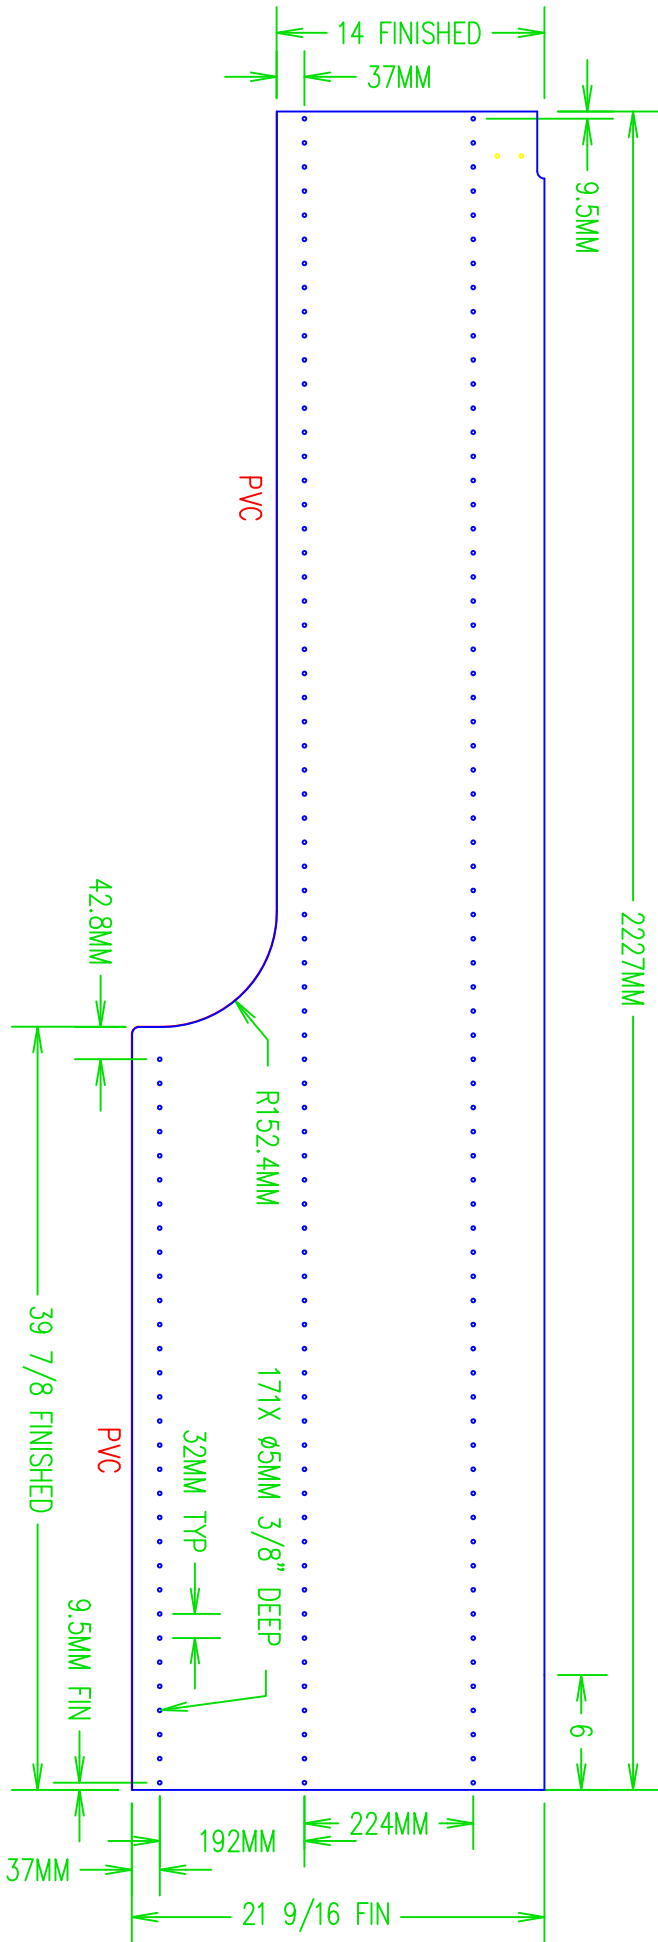 14 FINISHED
37MM
9.5MM
PVC
42.8MM
2227MM
R152.4MM
39 7/8 FINISHED
171X ø5MM 3/8" DEEP
32MM TYP
PVC
9.5MM FIN
6
224MM
192MM
37MM
21 9/16 FIN